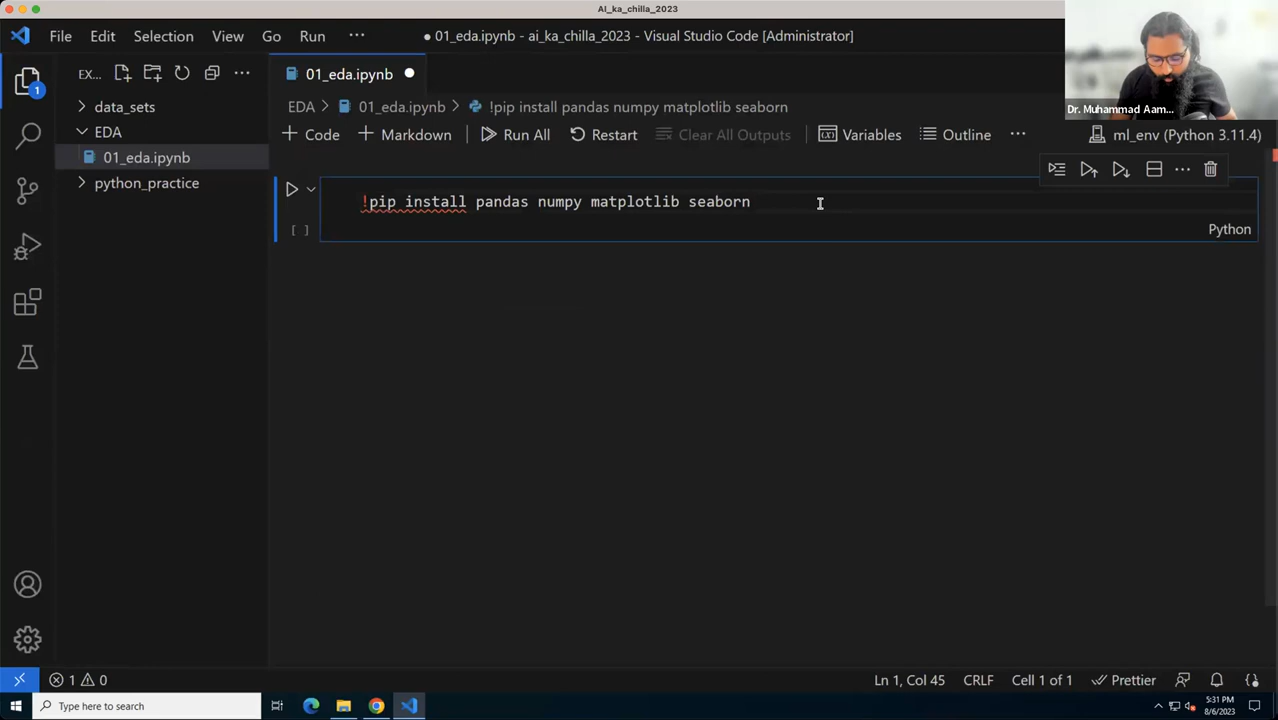 AI_ka_chilla_2023
File Edit Selection View Go Run ··· ● 01_eda.ipynb - ai_ka_chilla_2023 - Visual Studio Code [Administrator]
EX... ···
01_eda.ipynb ●
data_sets
EDA
01_eda.ipynb
python_practice
EDA > 01_eda.ipynb > !pip install pandas numpy matplotlib seaborn
+ Code + Markdown Run All Restart Clear All Outputs Variables Outline ··· ml_env (Python 3.11.4)
!pip install pandas numpy matplotlib seaborn
[ ]
Python
Dr. Muhammad Aam...
1
1 0
Ln 1, Col 45 CRLF Cell 1 of 1 Prettier
Type here to search
5:31 PM
8/6/2023